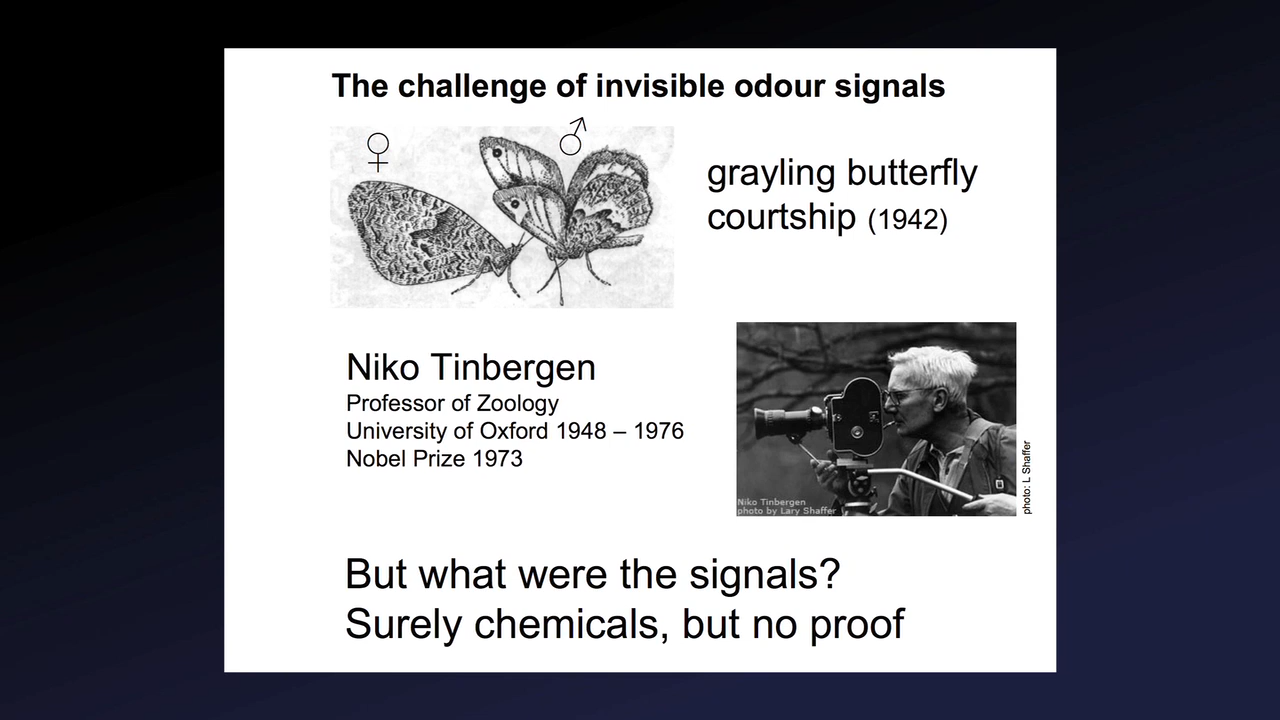 The challenge of invisible odour signals
♀
♂
grayling butterfly
courtship (1942)
Niko Tinbergen
Professor of Zoology
University of Oxford 1948 – 1976
Nobel Prize 1973
Niko Tinbergen
photo by Lary Shaffer
photo: L Shaffer
But what were the signals?
Surely chemicals, but no proof